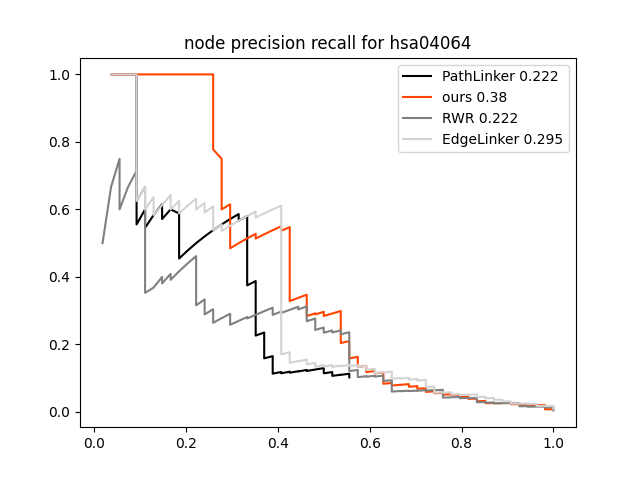 node precision recall for hsa04064
PathLinker 0.222
ours 0.38
RWR 0.222
EdgeLinker 0.295
1.0
0.8
0.6
0.4
0.2
0.0
0.0 0.2 0.4 0.6 0.8 1.0